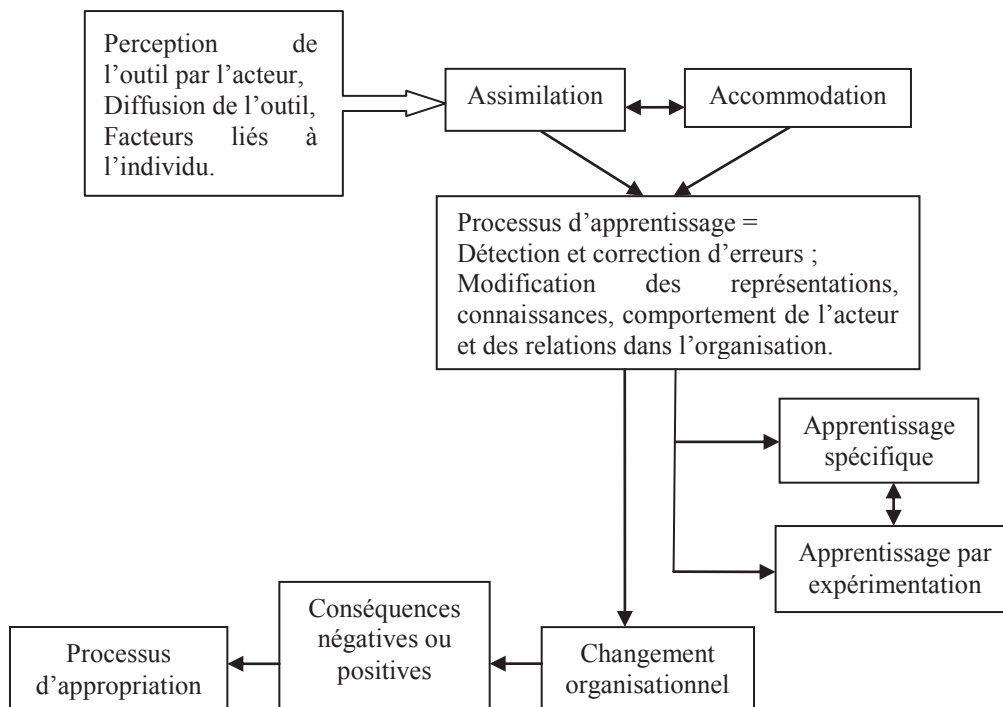 Perception de
l'outil par l'acteur,
Diffusion de l'outil,
Facteurs liés à
l'individu.
Assimilation
Accommodation
Processus d'apprentissage =
Détection et correction d'erreurs ;
Modification des représentations,
connaissances, comportement de l'acteur
et des relations dans l'organisation.
Apprentissage
spécifique
Apprentissage par
expérimentation
Changement
organisationnel
Conséquences
négatives ou
positives
Processus
d'appropriation